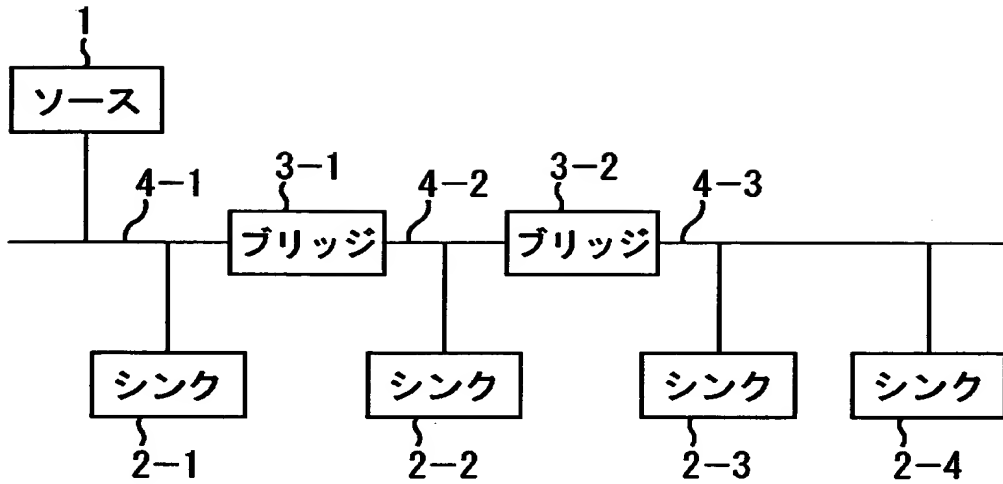 1
ソース
4-1
3-1
4-2
3-2
4-3
ブリッジ
ブリッジ
シンク
シンク
シンク
シンク
2-1
2-2
2-3
2-4